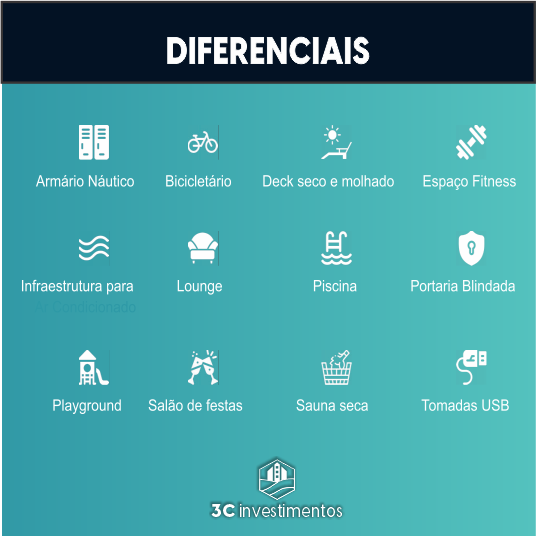 DIFERENCIAIS
Armário Náutico
Bicicletário
Deck seco e molhado
Espaço Fitness
Infraestrutura para
Ar Condicionado
Lounge
Piscina
Portaria Blindada
Playground
Salão de festas
Sauna seca
Tomadas USB
3C investimentos